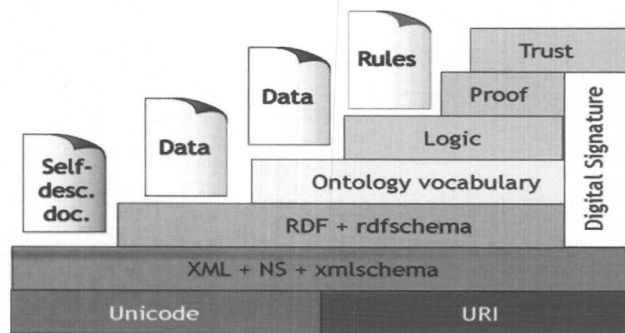 Trust
Rules
Proof
Data
Logic
Data
Digital Signature
Self-
desc.
doc.
Ontology vocabulary
RDF + rdfschema
XML + NS + xmlschema
Unicode
URI